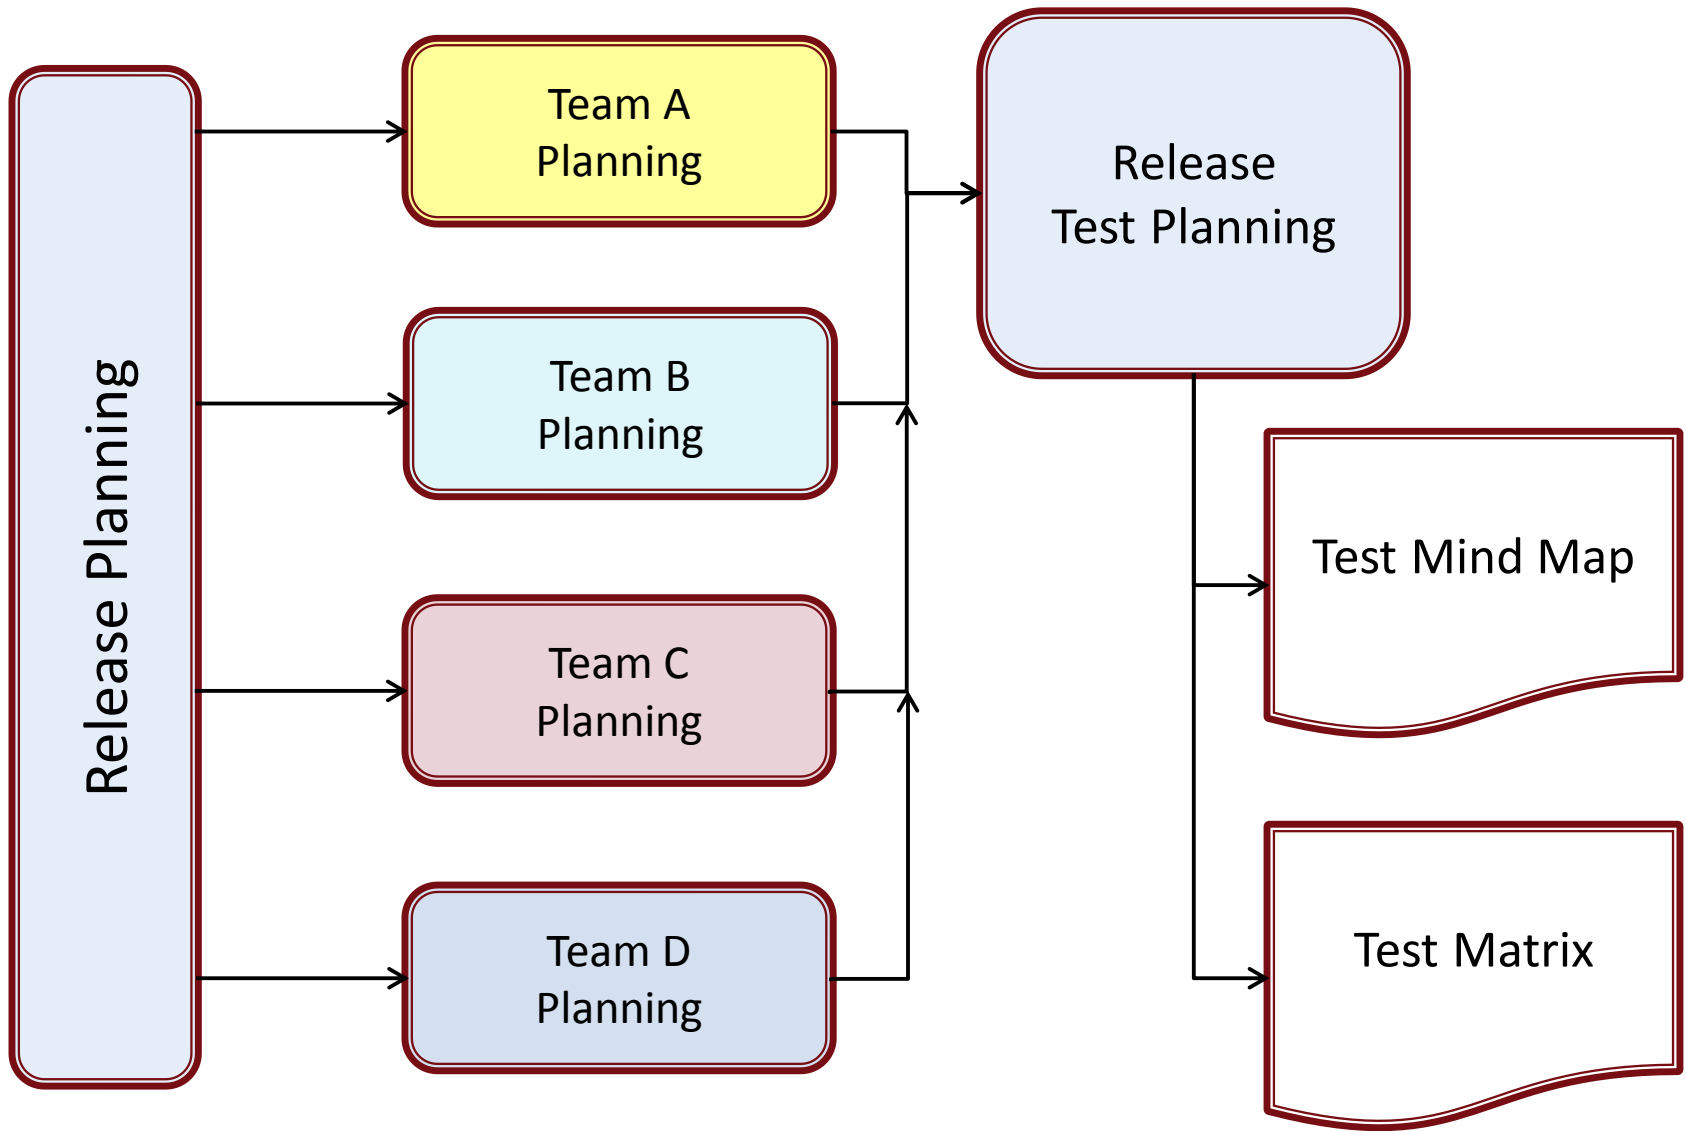 Release Planning
Team A
Planning
Team B
Planning
Team C
Planning
Team D
Planning
Release
Test Planning
Test Mind Map
Test Matrix